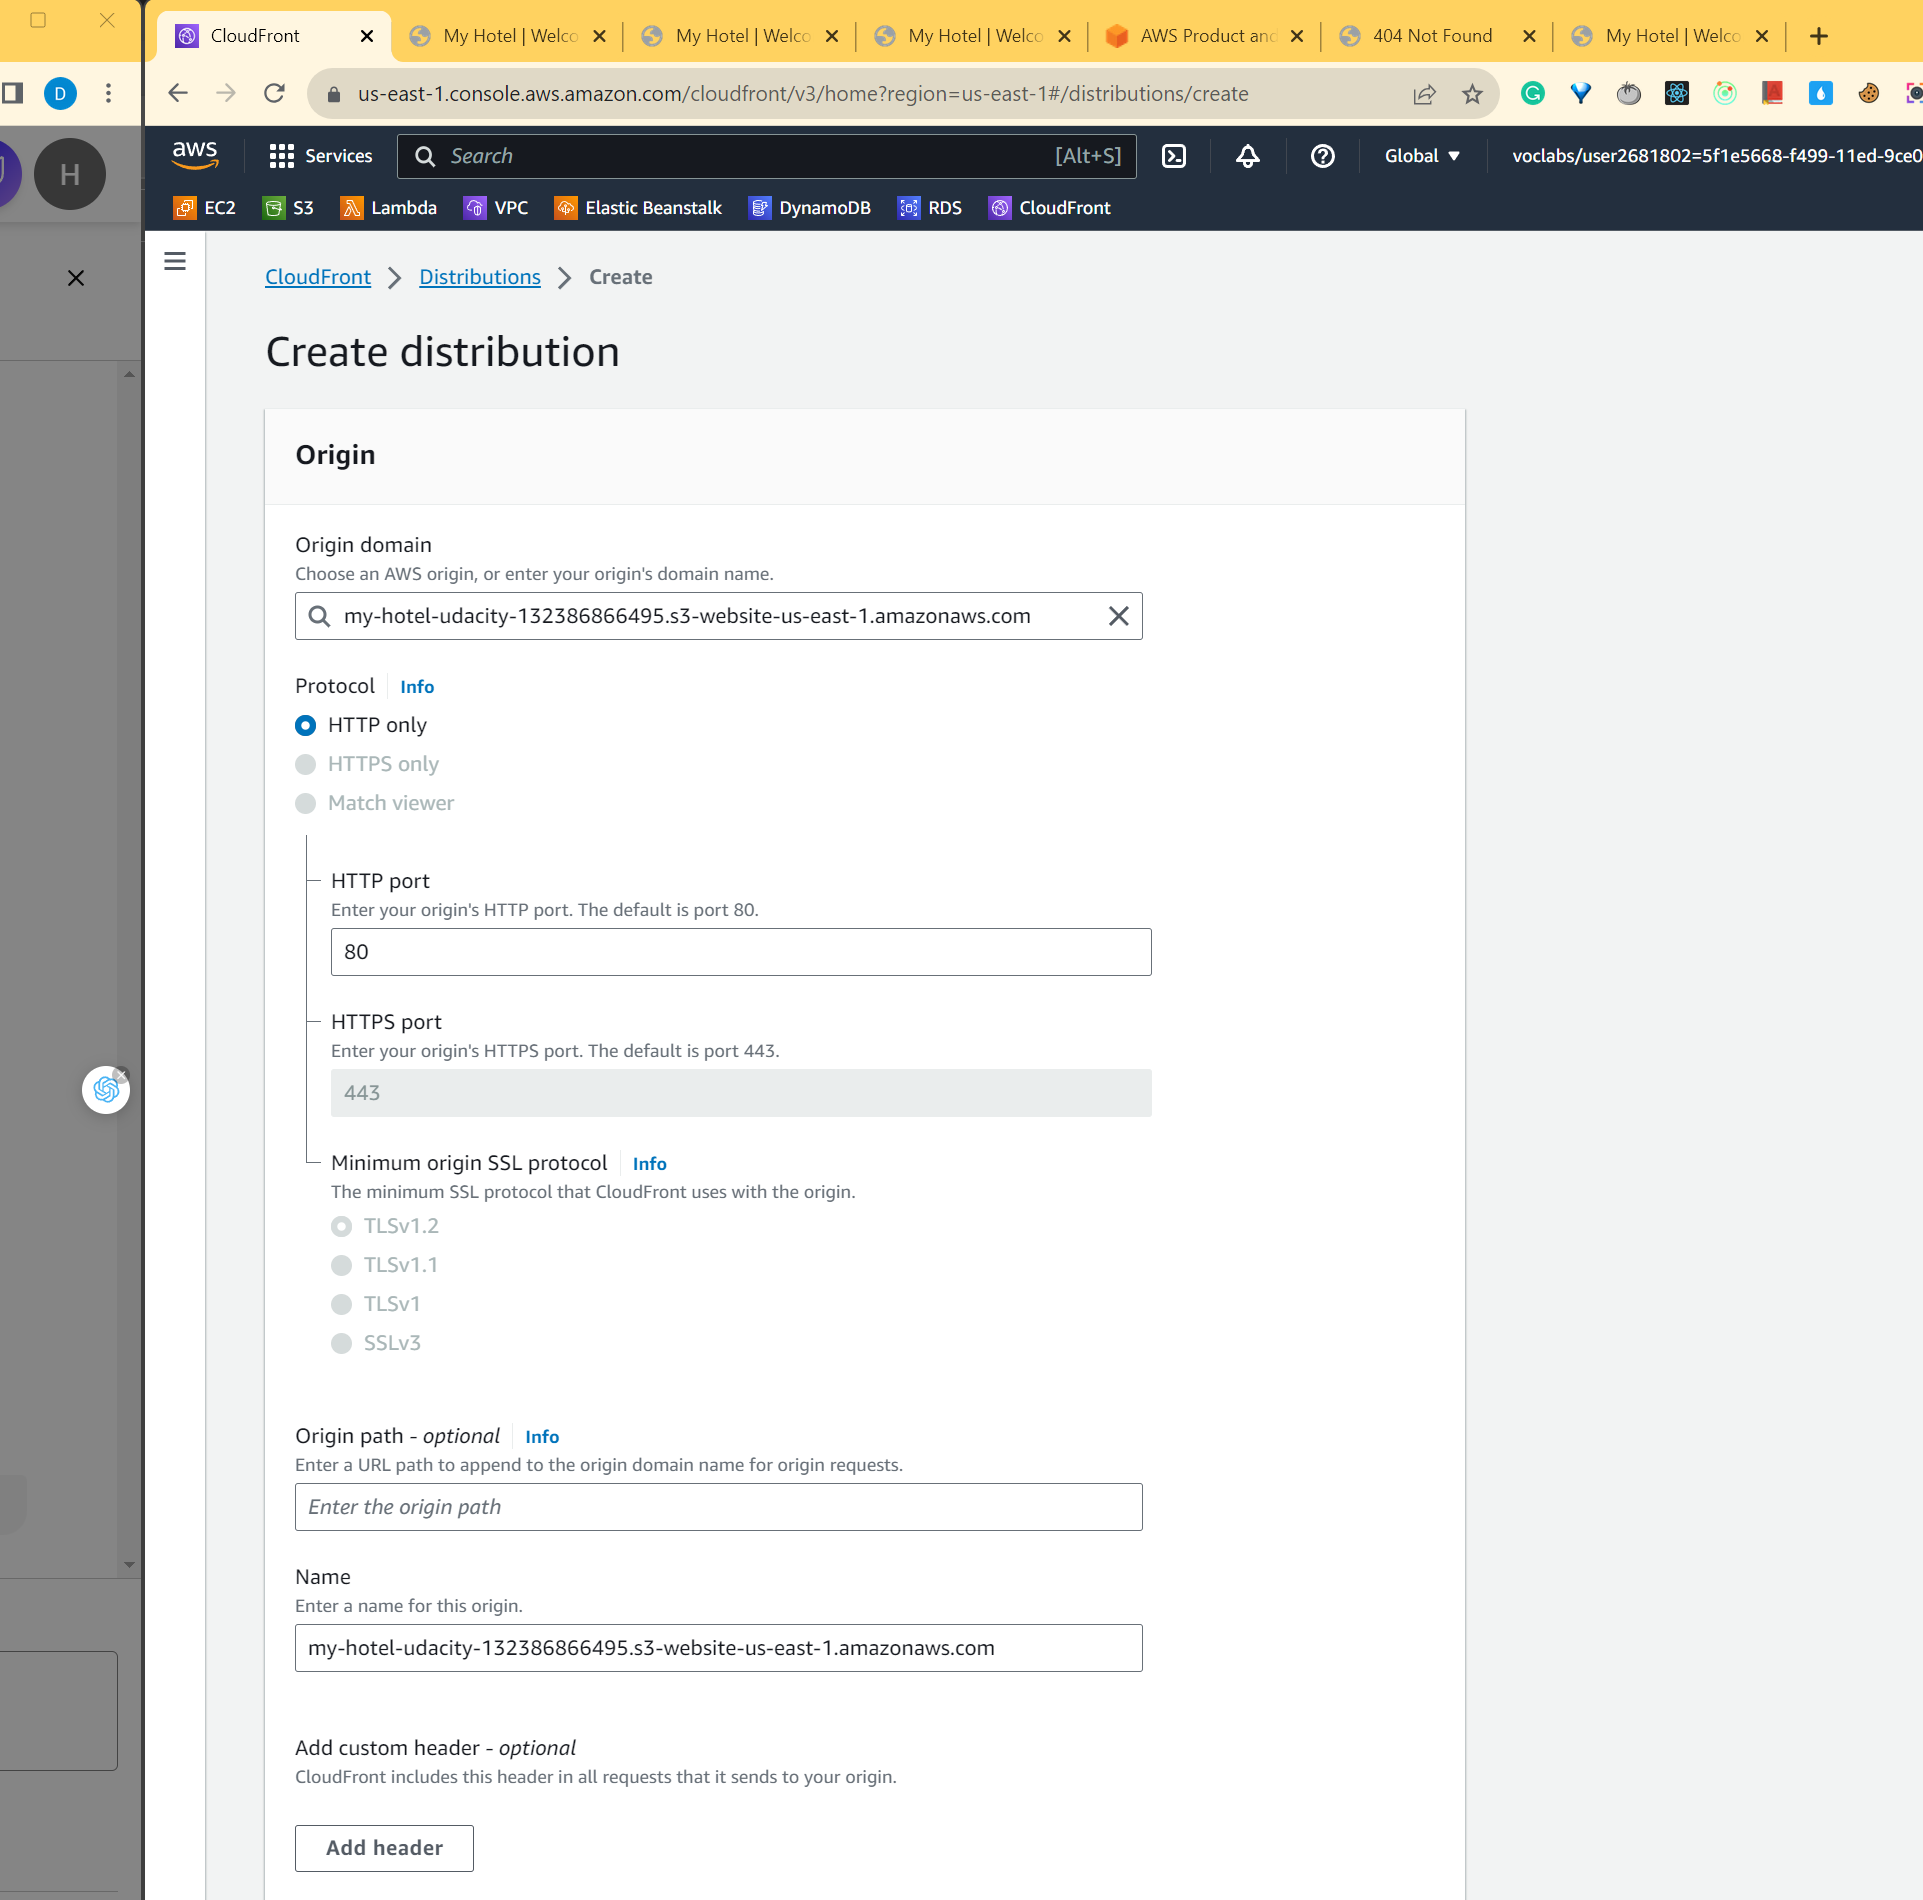 CloudFront
My Hotel | Welco
My Hotel | Welco
My Hotel | Welco
AWS Product and
404 Not Found
My Hotel | Welco
D
us-east-1.console.aws.amazon.com/cloudfront/v3/home?region=us-east-1#/distributions/create
H
aws
Services
Search
[Alt+S]
Global
voclabs/user2681802=5f1e5668-f499-11ed-9ce0
EC2
S3
Lambda
VPC
Elastic Beanstalk
DynamoDB
RDS
CloudFront
CloudFront
Distributions
Create
Create distribution
Origin
Origin domain
Choose an AWS origin, or enter your origin's domain name.
my-hotel-udacity-132386866495.s3-website-us-east-1.amazonaws.com
Protocol
Info
HTTP only
HTTPS only
Match viewer
HTTP port
Enter your origin's HTTP port. The default is port 80.
80
HTTPS port
Enter your origin's HTTPS port. The default is port 443.
443
Minimum origin SSL protocol
Info
The minimum SSL protocol that CloudFront uses with the origin.
TLSv1.2
TLSv1.1
TLSv1
SSLv3
Origin path - optional
Info
Enter a URL path to append to the origin domain name for origin requests.
Enter the origin path
Name
Enter a name for this origin.
my-hotel-udacity-132386866495.s3-website-us-east-1.amazonaws.com
Add custom header - optional
CloudFront includes this header in all requests that it sends to your origin.
Add header